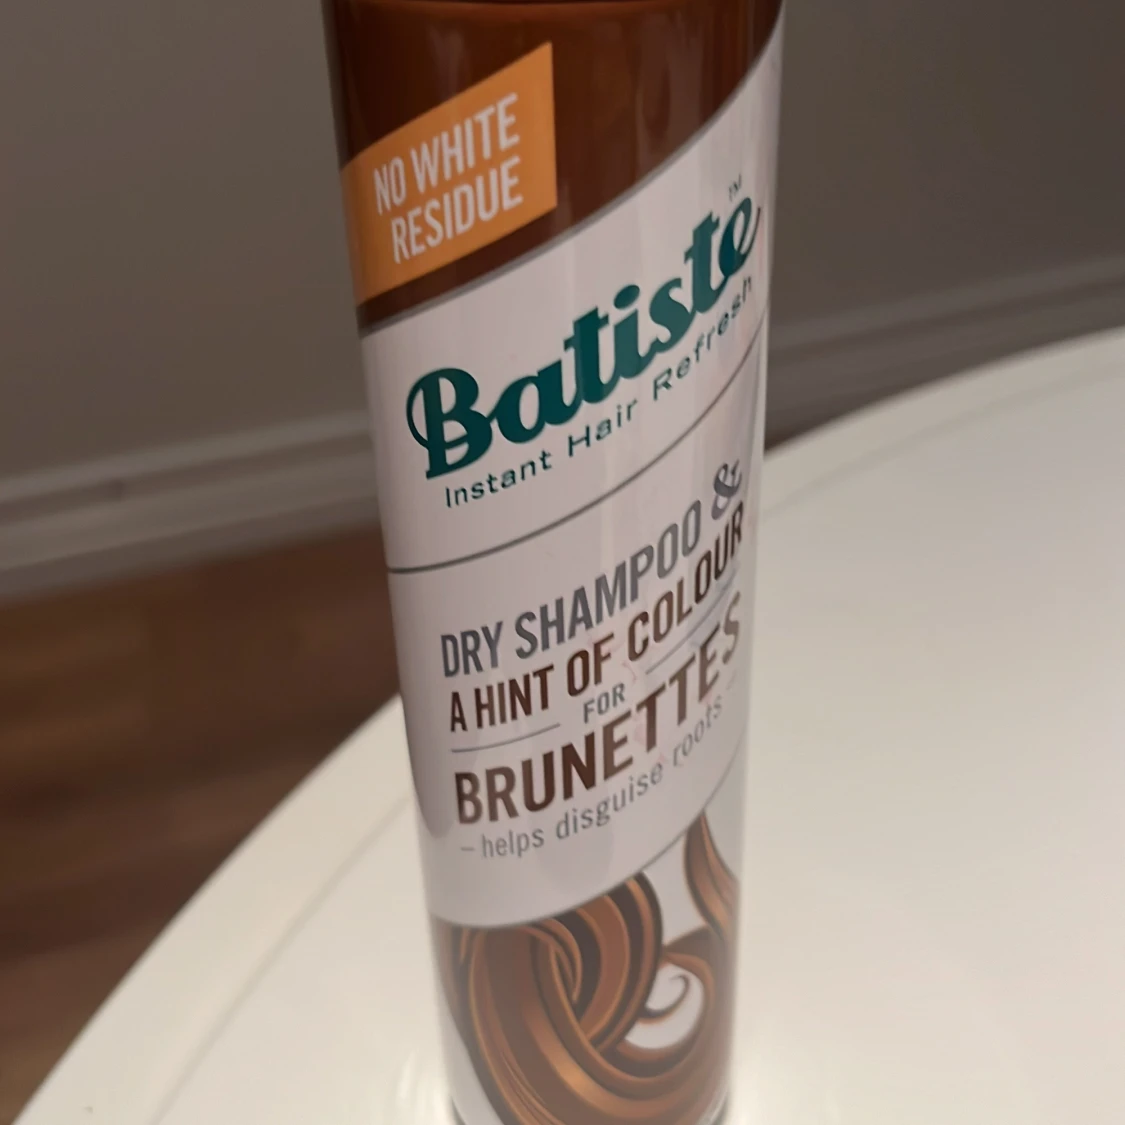 NO WHITE
RESIDUE
Batiste™
Instant Hair Refresh
DRY SHAMPOO &
A HINT OF COLOUR
FOR
BRUNETTES
– helps disguise roots –